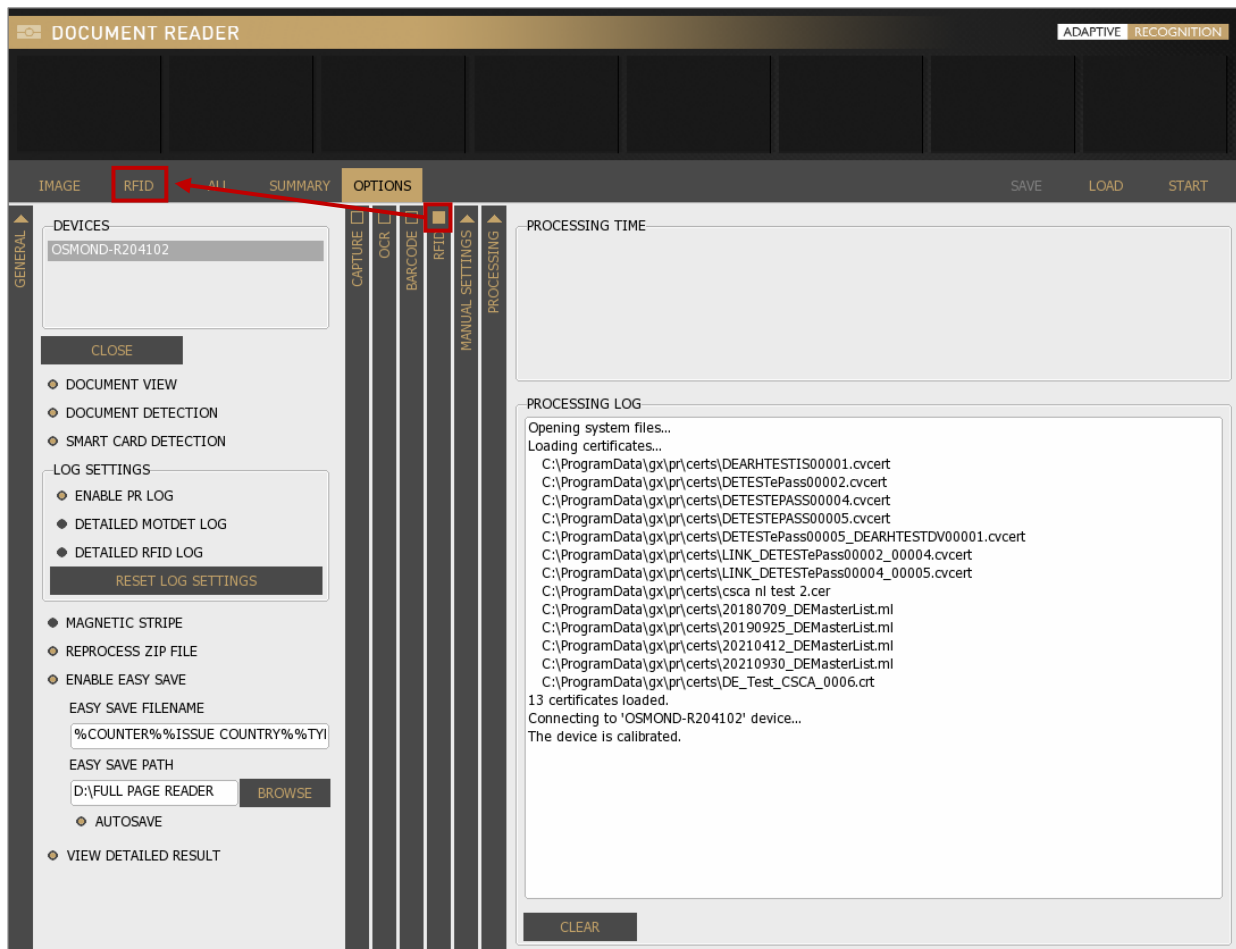 DOCUMENT READER
ADAPTIVE RECOGNITION
IMAGE RFID ALL SUMMARY OPTIONS SAVE LOAD START
GENERAL
DEVICES
OSMOND-R204102
CLOSE
DOCUMENT VIEW
DOCUMENT DETECTION
SMART CARD DETECTION
LOG SETTINGS
ENABLE PR LOG
DETAILED MOTDET LOG
DETAILED RFID LOG
RESET LOG SETTINGS
MAGNETIC STRIPE
REPROCESS ZIP FILE
ENABLE EASY SAVE
EASY SAVE FILENAME
%COUNTER%%ISSUE COUNTRY%%TYI
EASY SAVE PATH
D:\FULL PAGE READER BROWSE
AUTOSAVE
VIEW DETAILED RESULT
CAPTURE
OCR
BARCODE
RFID
MANUAL SETTINGS
PROCESSING
PROCESSING TIME
PROCESSING LOG
Opening system files...
Loading certificates...
C:\ProgramData\gx\pr\certs\DEARHTESTIS00001.cvcert
C:\ProgramData\gx\pr\certs\DETESTePass00002.cvcert
C:\ProgramData\gx\pr\certs\DETESTEPASS00004.cvcert
C:\ProgramData\gx\pr\certs\DETESTEPASS00005.cvcert
C:\ProgramData\gx\pr\certs\DETESTePass00005_DEARHTESTDV00001.cvcert
C:\ProgramData\gx\pr\certs\LINK_DETESTePass00002_00004.cvcert
C:\ProgramData\gx\pr\certs\LINK_DETESTePass00004_00005.cvcert
C:\ProgramData\gx\pr\certs\csca nl test 2.cer
C:\ProgramData\gx\pr\certs\20180709_DEMasterList.ml
C:\ProgramData\gx\pr\certs\20190925_DEMasterList.ml
C:\ProgramData\gx\pr\certs\20210412_DEMasterList.ml
C:\ProgramData\gx\pr\certs\20210930_DEMasterList.ml
C:\ProgramData\gx\pr\certs\DE_Test_CSCA_0006.crt
13 certificates loaded.
Connecting to 'OSMOND-R204102' device...
The device is calibrated.
CLEAR